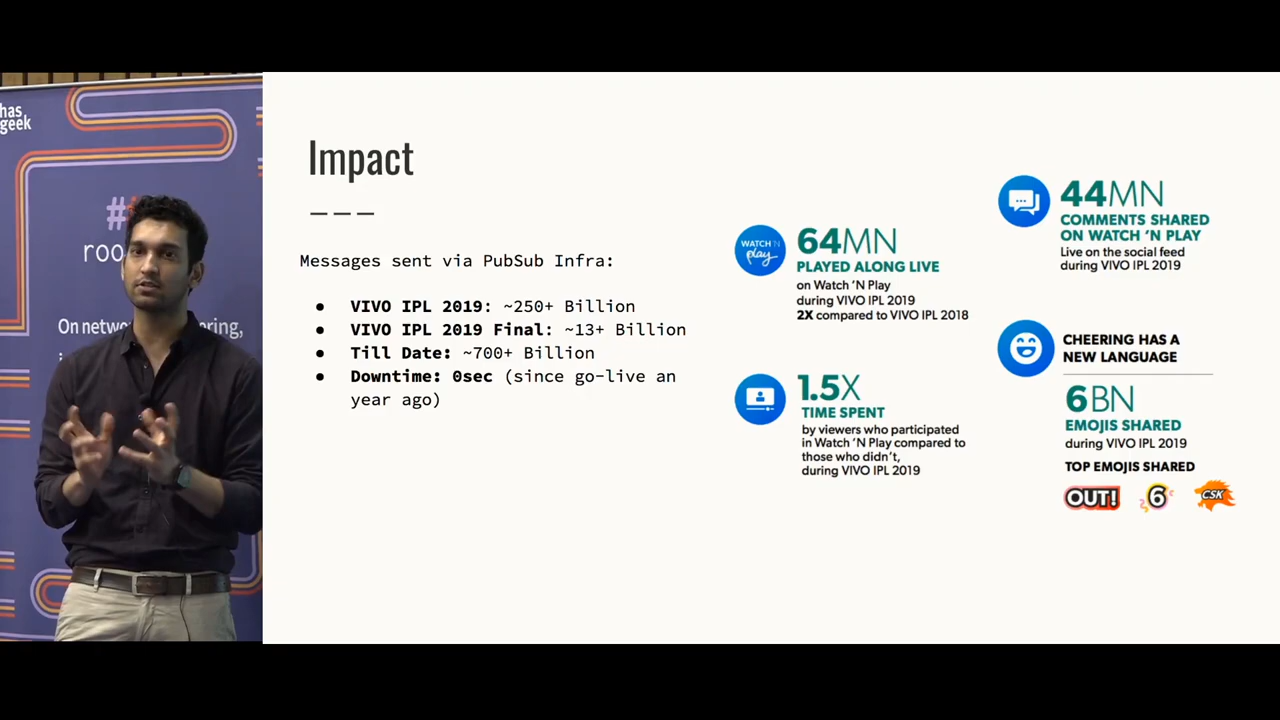 has
geek
#
roo
On netwo
ering,
Impact
Messages sent via PubSub Infra:
● VIVO IPL 2019: ~250+ Billion
● VIVO IPL 2019 Final: ~13+ Billion
● Till Date: ~700+ Billion
● Downtime: 0sec (since go-live an
year ago)
WATCH'N
play
64MN
PLAYED ALONG LIVE
on Watch 'N Play
during VIVO IPL 2019
2X compared to VIVO IPL 2018
1.5X
TIME SPENT
by viewers who participated
in Watch 'N Play compared to
those who didn't,
during VIVO IPL 2019
44MN
COMMENTS SHARED
ON WATCH 'N PLAY
Live on the social feed
during VIVO IPL 2019
CHEERING HAS A
NEW LANGUAGE
6BN
EMOJIS SHARED
during VIVO IPL 2019
TOP EMOJIS SHARED
OUT! 6 CSK